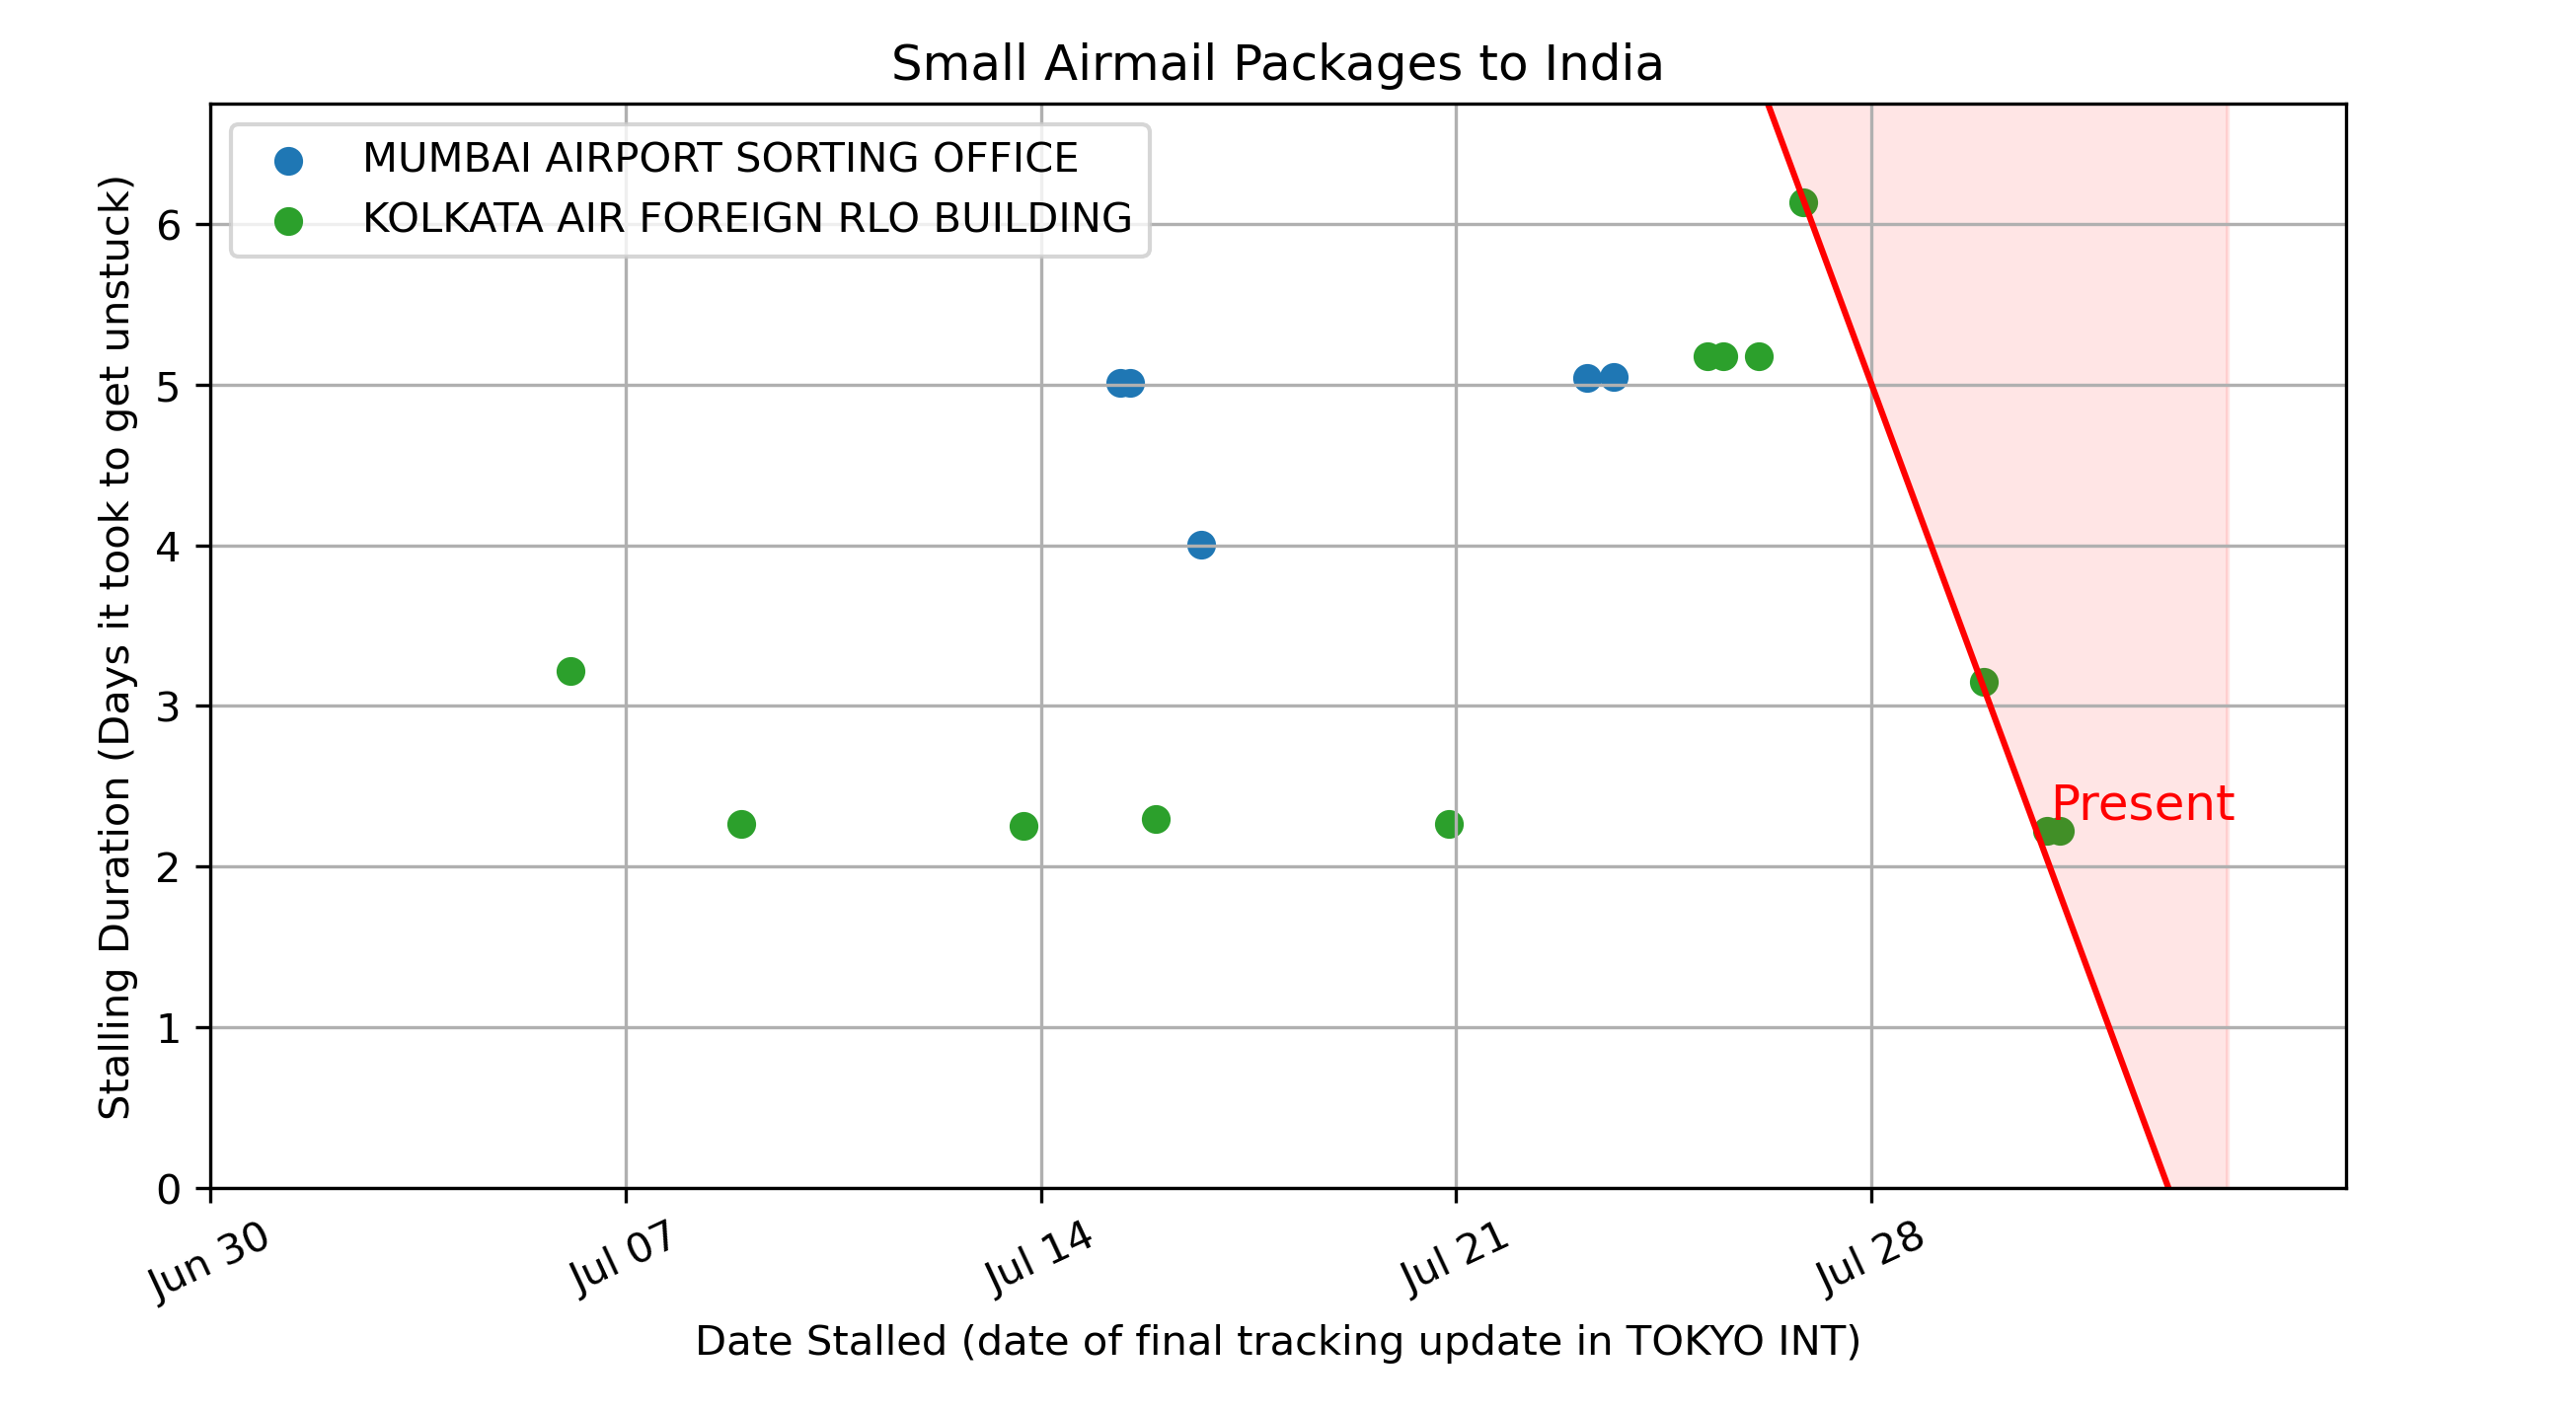 Small Airmail Packages to India
MUMBAI AIRPORT SORTING OFFICE
KOLKATA AIR FOREIGN RLO BUILDING
Stalling Duration (Days it took to get unstuck)
6
5
4
3
2
1
0
Present
Jun 30
Jul 07
Jul 14
Jul 21
Jul 28
Date Stalled (date of final tracking update in TOKYO INT)